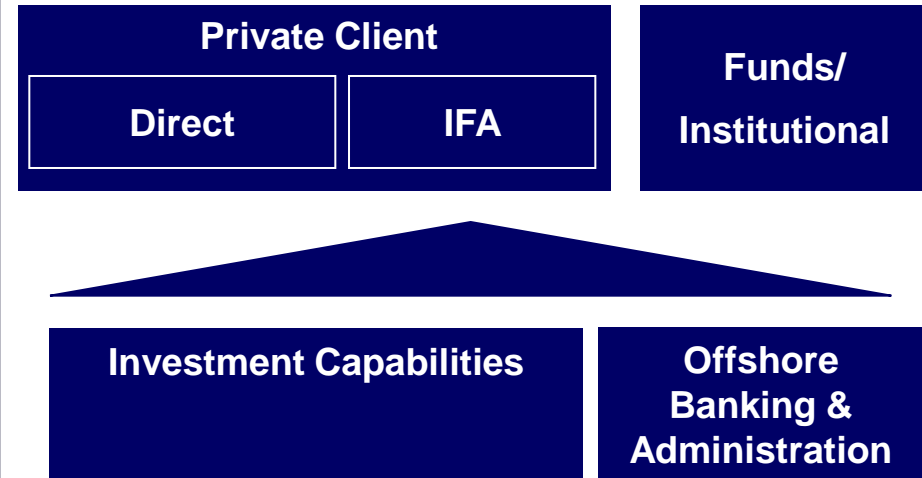 Private Client
Direct
IFA
Funds/
Institutional
Investment Capabilities
Offshore
Banking &
Administration